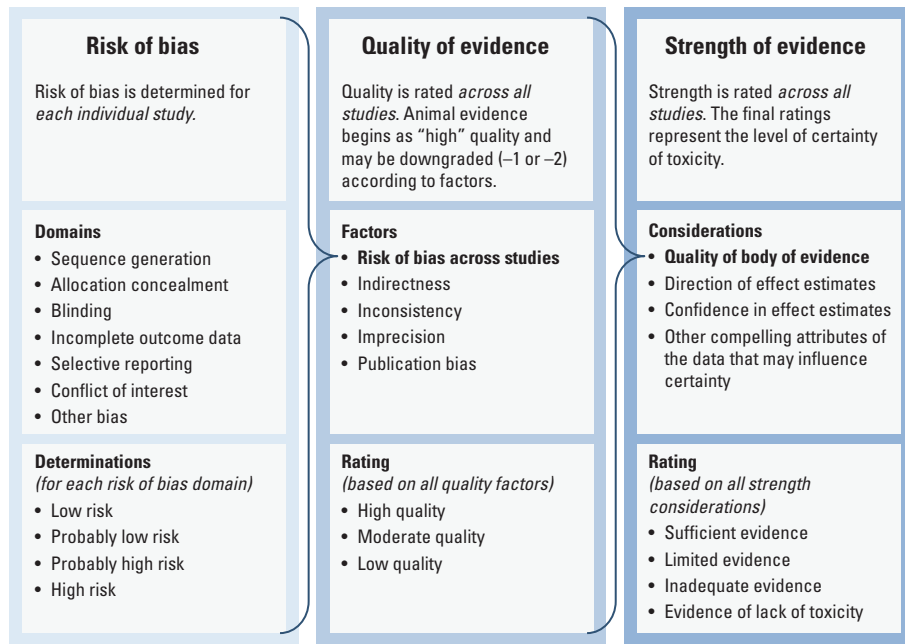 Risk of bias
Risk of bias is determined for
each individual study.
Domains
• Sequence generation
• Allocation concealment
• Blinding
• Incomplete outcome data
• Selective reporting
• Conflict of interest
• Other bias
Determinations
(for each risk of bias domain)
• Low risk
• Probably low risk
• Probably high risk
• High risk
Quality of evidence
Quality is rated across all
studies. Animal evidence
begins as “high” quality and
may be downgraded (–1 or –2)
according to factors.
Factors
• Risk of bias across studies
• Indirectness
• Inconsistency
• Imprecision
• Publication bias
Rating
(based on all quality factors)
• High quality
• Moderate quality
• Low quality
Strength of evidence
Strength is rated across all
studies. The final ratings
represent the level of certainty
of toxicity.
Considerations
• Quality of body of evidence
• Direction of effect estimates
• Confidence in effect estimates
• Other compelling attributes of
the data that may influence
certainty
Rating
(based on all strength
considerations)
• Sufficient evidence
• Limited evidence
• Inadequate evidence
• Evidence of lack of toxicity